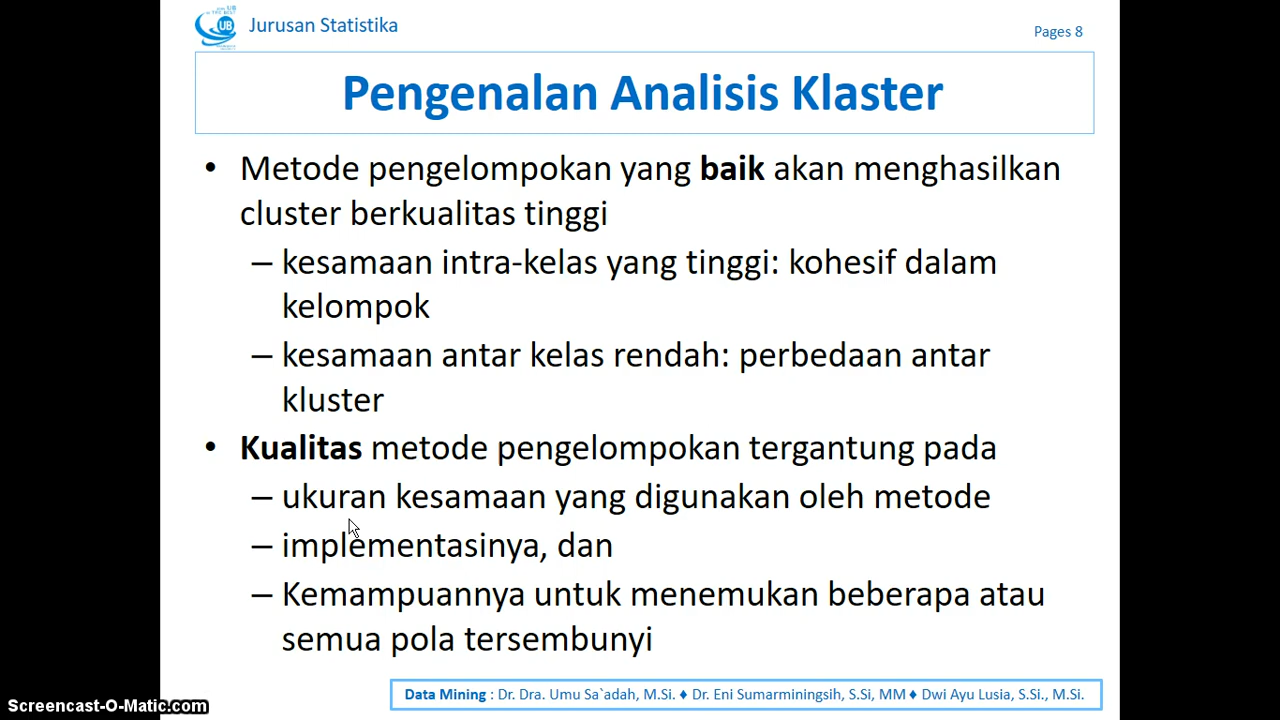 UB
Jurusan Statistika
Pages 8
Pengenalan Analisis Klaster
• Metode pengelompokan yang baik akan menghasilkan
cluster berkualitas tinggi
– kesamaan intra-kelas yang tinggi: kohesif dalam
kelompok
– kesamaan antar kelas rendah: perbedaan antar
kluster
• Kualitas metode pengelompokan tergantung pada
– ukuran kesamaan yang digunakan oleh metode
– implementasinya, dan
– Kemampuannya untuk menemukan beberapa atau
semua pola tersembunyi
Data Mining : Dr. Dra. Umu Sa`adah, M.Si. ♦ Dr. Eni Sumarminingsih, S.Si, MM ♦ Dwi Ayu Lusia, S.Si., M.Si.
Screencast-O-Matic.com